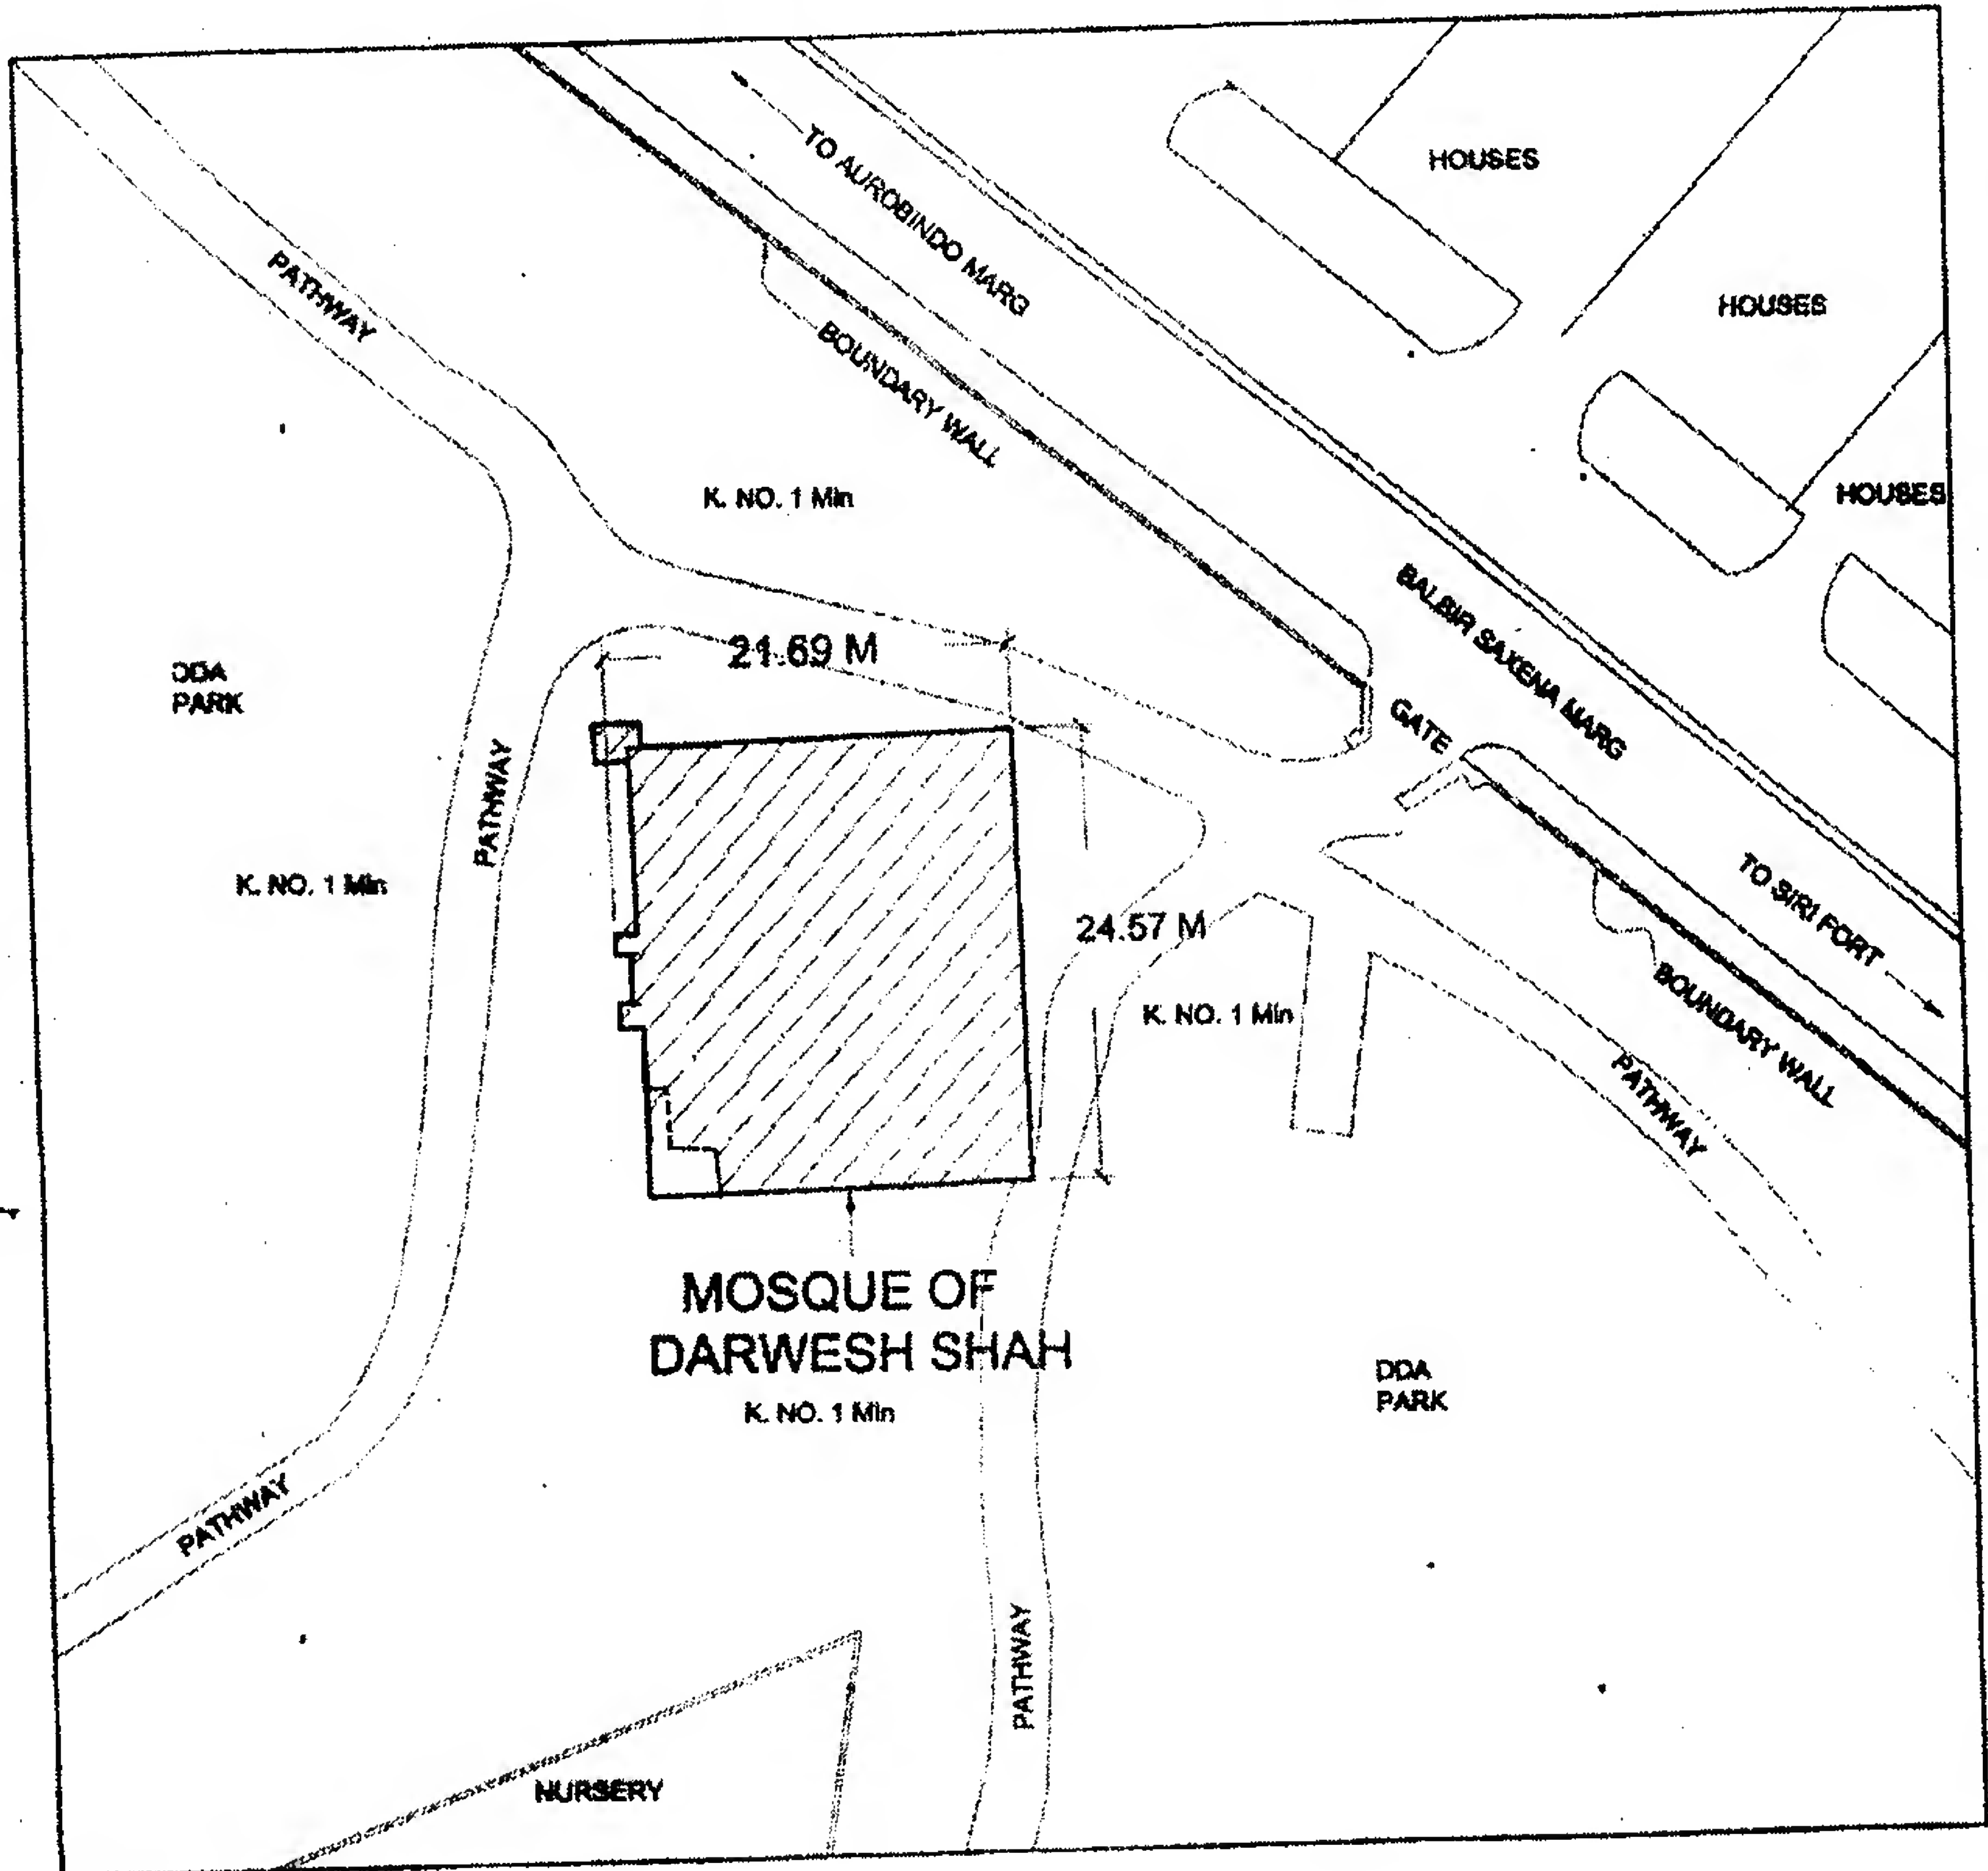 HOUSES
TO AUROBINDO MARG
HOUSES
PATHWAY
BOUNDARY WALL
HOUSES
K. NO. 1 Min
BALBIR SAXENA MARG
21.69 M
DDA
PARK
GATE
PATHWAY
K. NO. 1 Min
TO SIRI FORT
24.57 M
BOUNDARY WALL
K. NO. 1 Min
PATHWAY
MOSQUE OF
DARWESH SHAH
K. NO. 1 Min
DDA
PARK
PATHWAY
PATHWAY
NURSERY